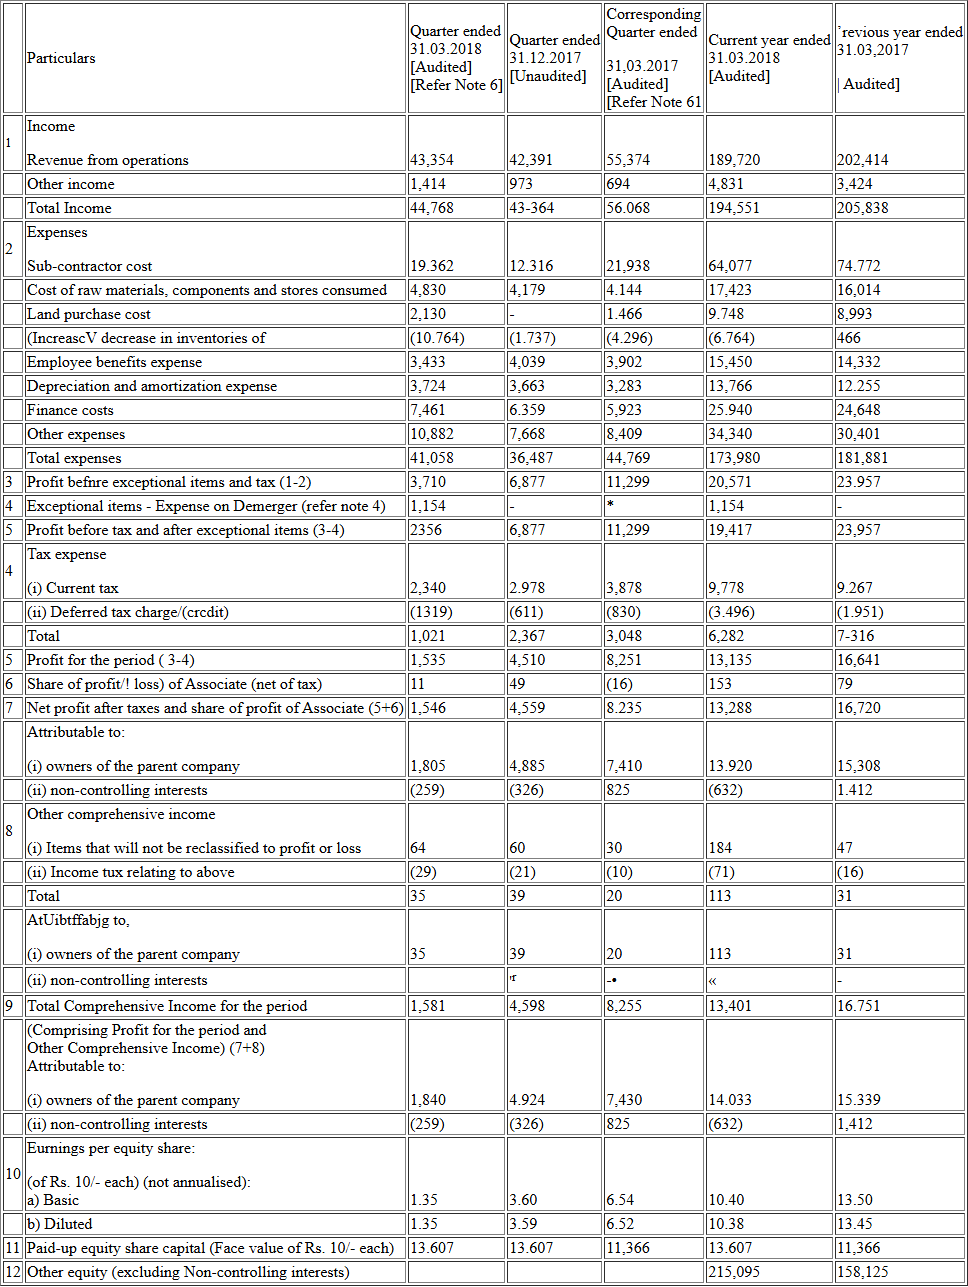 Particulars
Quarter ended
31.03.2018
[Audited]
[Refer Note 6]
Quarter ended
31.12.2017
[Unaudited]
Corresponding
Quarter ended
31,03.2017
[Audited]
[Refer Note 61
Current year ended
31.03.2018
[Audited]
’revious year ended
31.03,2017
| Audited]
1
Income
Revenue from operations 43,354 42,391 55,374 189,720 202,414
Other income 1,414 973 694 4,831 3,424
Total Income 44,768 43-364 56.068 194,551 205,838
2
Expenses
Sub-contractor cost 19.362 12.316 21,938 64,077 74.772
Cost of raw materials, components and stores consumed 4,830 4,179 4.144 17,423 16,014
Land purchase cost 2,130 - 1.466 9.748 8,993
(IncreascV decrease in inventories of (10.764) (1.737) (4.296) (6.764) 466
Employee benefits expense 3,433 4,039 3,902 15,450 14,332
Depreciation and amortization expense 3,724 3,663 3,283 13,766 12.255
Finance costs 7,461 6.359 5,923 25.940 24,648
Other expenses 10,882 7,668 8,409 34,340 30,401
Total expenses 41,058 36,487 44,769 173,980 181,881
3 Profit befnre exceptional items and tax (1-2) 3,710 6,877 11,299 20,571 23.957
4 Exceptional items - Expense on Demerger (refer note 4) 1,154 - * 1,154 -
5 Profit before tax and after exceptional items (3-4) 2356 6,877 11,299 19,417 23,957
4
Tax expense
(i) Current tax 2,340 2.978 3,878 9,778 9.267
(ii) Deferred tax charge/(crcdit) (1319) (611) (830) (3.496) (1.951)
Total 1,021 2,367 3,048 6,282 7-316
5 Profit for the period ( 3-4) 1,535 4,510 8,251 13,135 16,641
6 Share of profit/! loss) of Associate (net of tax) 11 49 (16) 153 79
7 Net profit after taxes and share of profit of Associate (5+6) 1,546 4,559 8.235 13,288 16,720
Attributable to:
(i) owners of the parent company 1,805 4,885 7,410 13.920 15,308
(ii) non-controlling interests (259) (326) 825 (632) 1.412
8
Other comprehensive income
(i) Items that will not be reclassified to profit or loss 64 60 30 184 47
(ii) Income tux relating to above (29) (21) (10) (71) (16)
Total 35 39 20 113 31
AtUibtffabjg to,
(i) owners of the parent company 35 39 20 113 31
(ii) non-controlling interests -• « -
9 Total Comprehensive Income for the period 1,581 4,598 8,255 13,401 16.751
(Comprising Profit for the period and
Other Comprehensive Income) (7+8)
Attributable to:
(i) owners of the parent company 1,840 4.924 7,430 14.033 15.339
(ii) non-controlling interests (259) (326) 825 (632) 1,412
10
Eurnings per equity share:
(of Rs. 10/- each) (not annualised):
a) Basic 1.35 3.60 6.54 10.40 13.50
b) Diluted 1.35 3.59 6.52 10.38 13.45
11 Paid-up equity share capital (Face value of Rs. 10/- each) 13.607 13.607 11,366 13.607 11,366
12 Other equity (excluding Non-controlling interests) 215,095 158,125